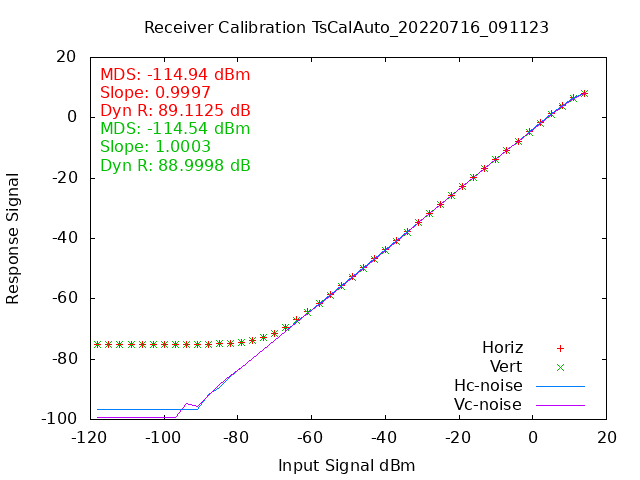 Receiver Calibration TsCalAuto_20220716_091123
20
MDS: -114.94 dBm
Slope: 0.9997
Dyn R: 89.1125 dB
MDS: -114.54 dBm
Slope: 1.0003
Dyn R: 88.9998 dB
0
-20
-40
-60
-80
-100
Response Signal
Horiz
Vert
Hc-noise
Vc-noise
-120 -100 -80 -60 -40 -20 0 20
Input Signal dBm